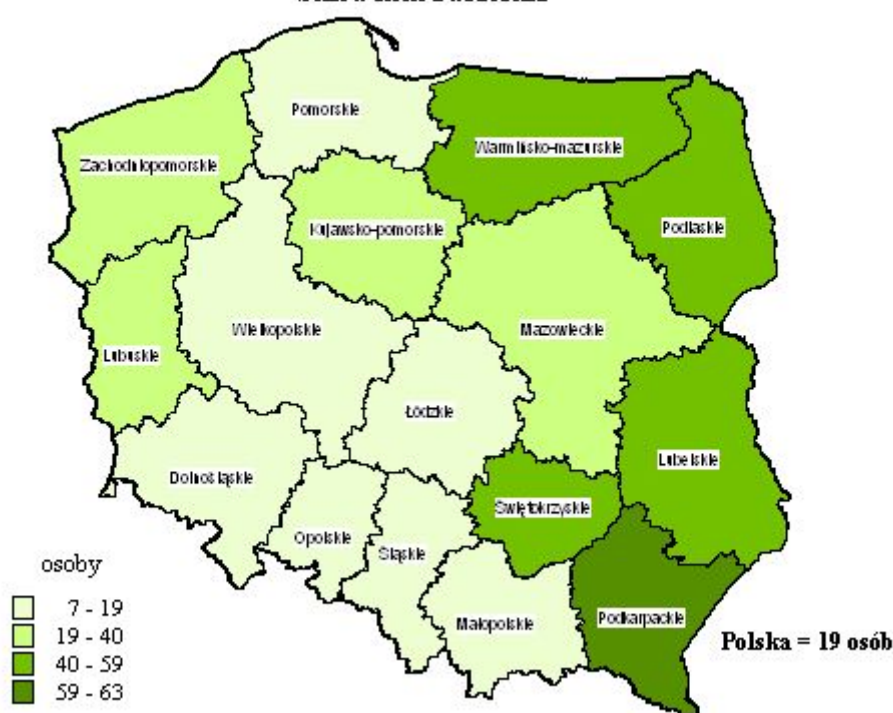 Pomorskie
Warmińsko-mazurskie
Zachodniopomorskie
Podlaskie
Kujawsko-pomorskie
Wielkopolskie
Mazowieckie
Lubuskie
Łódzkie
Lubelskie
Dolnośląskie
Świętokrzyskie
Opolskie
Śląskie
Małopolskie
Podkarpackie
Polska = 19 osób
osoby
7 - 19
19 - 40
40 - 59
59 - 63